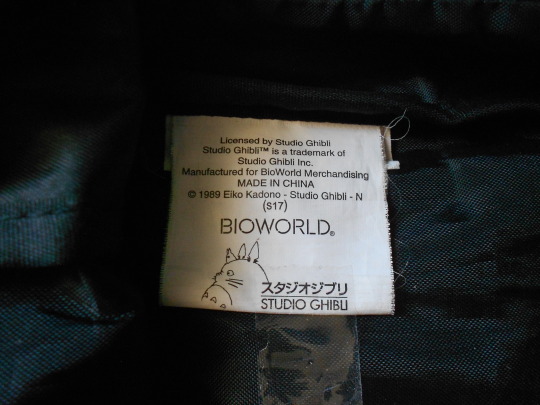 Licensed by Studio Ghibli
Studio Ghibli™ is a trademark of
Studio Ghibli Inc.
Manufactured for BioWorld Merchandising
MADE IN CHINA
© 1989 Eiko Kadono - Studio Ghibli - N
(S17)
BIOWORLD®
スタジオジブリ
STUDIO GHIBLI